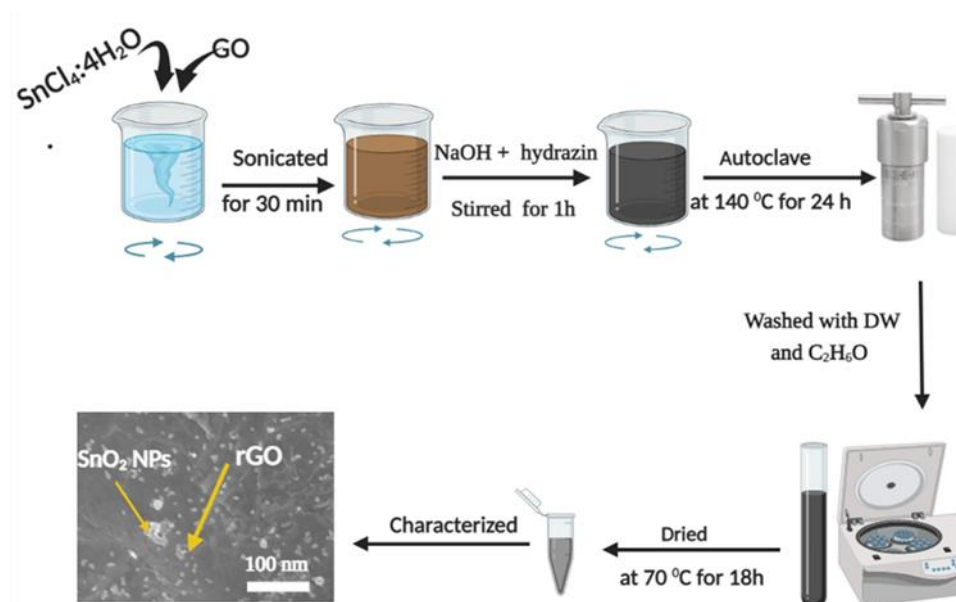 SnCl₄:4H₂O
GO
Sonicated
for 30 min
NaOH + hydrazin
Stirred for 1h
Autoclave
at 140 ⁰C for 24 h
Washed with DW
and C₂H₆O
Dried
at 70 ⁰C for 18h
Characterized
SnO₂ NPs
rGO
100 nm